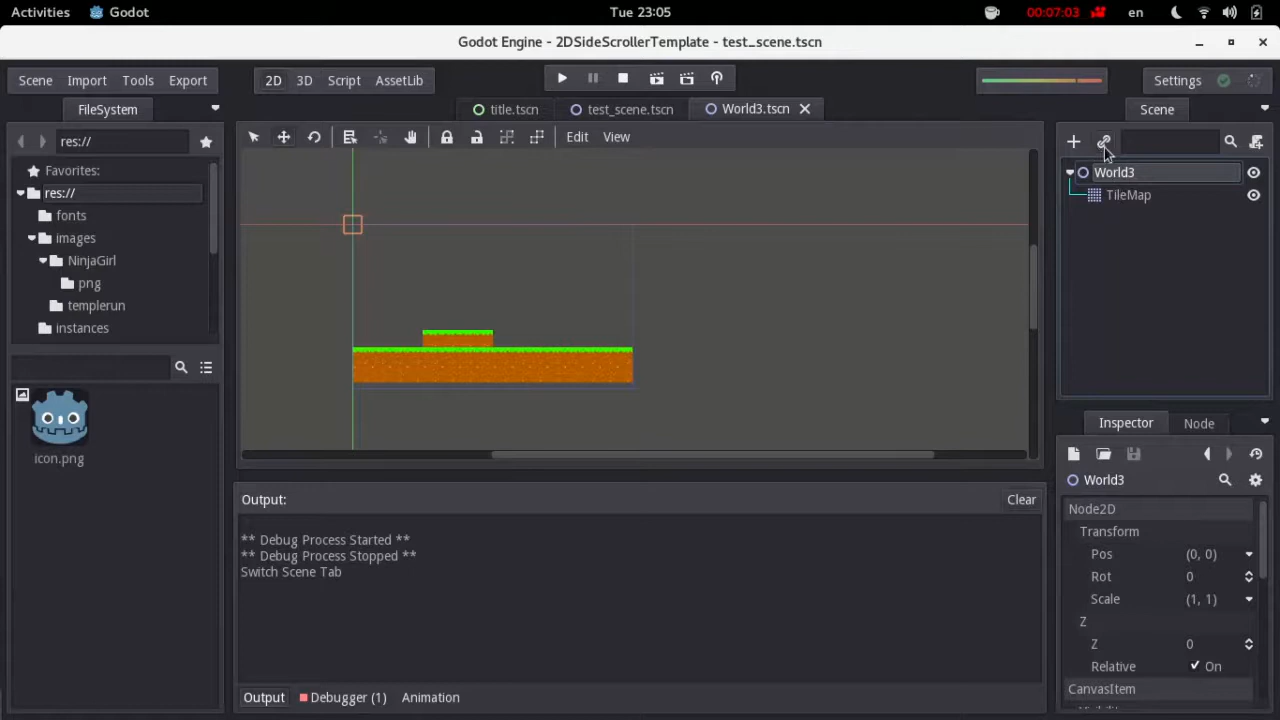 Activities Godot Tue 23:05 00:07:03 en
Godot Engine - 2DSideScrollerTemplate - test_scene.tscn
Scene Import Tools Export 2D 3D Script AssetLib Settings
FileSystem title.tscn test_scene.tscn World3.tscn Scene
res:// Edit View
Favorites:
res://
fonts
images
NinjaGirl
png
templerun
instances
icon.png
World3
TileMap
Output: Clear
** Debug Process Started **
** Debug Process Stopped **
Switch Scene Tab
Output Debugger (1) Animation
Inspector Node
World3
Node2D
Transform
Pos (0, 0)
Rot 0
Scale (1, 1)
Z
Z 0
Relative On
CanvasItem